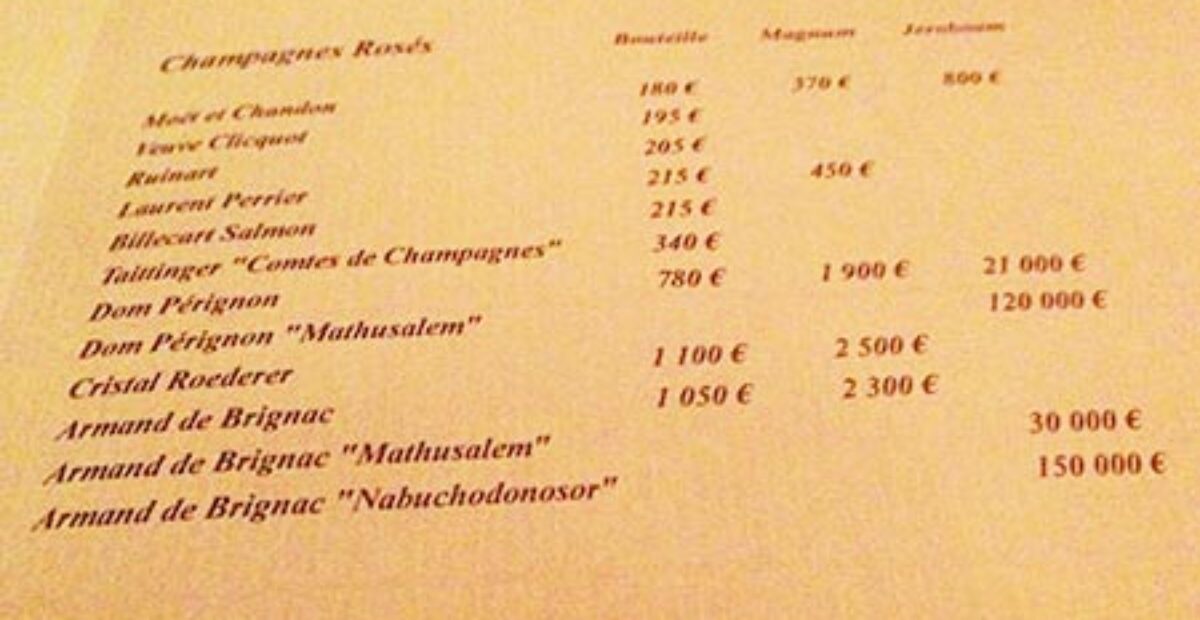 Champagnes Rosés Bouteille Magnum Jeroboam
Moët et Chandon 180 € 370 € 800 €
Veuve Clicquot 195 €
Ruinart 205 €
Laurent Perrier 215 € 450 €
Billecart Salmon 215 €
Taittinger "Comtes de Champagnes" 340 €
Dom Pérignon 780 € 1 900 € 21 000 €
Dom Pérignon "Mathusalem" 120 000 €
Cristal Roederer 1 100 € 2 500 €
Armand de Brignac 1 050 € 2 300 €
Armand de Brignac "Mathusalem" 30 000 €
Armand de Brignac "Nabuchodonosor" 150 000 €